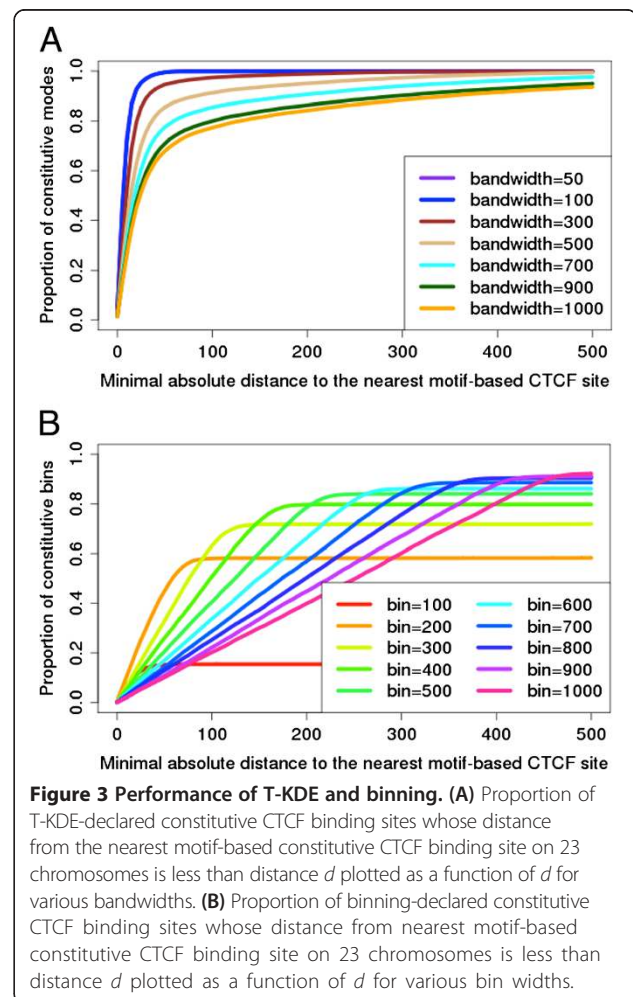 A
1.0
0.8
0.6
0.4
0.2
0.0
Proportion of constitutive modes
bandwidth=50
bandwidth=100
bandwidth=300
bandwidth=500
bandwidth=700
bandwidth=900
bandwidth=1000
0 100 200 300 400 500
Minimal absolute distance to the nearest motif-based CTCF site
B
1.0
0.8
0.6
0.4
0.2
0.0
Proportion of constitutive bins
bin=100 bin=600
bin=200 bin=700
bin=300 bin=800
bin=400 bin=900
bin=500 bin=1000
0 100 200 300 400 500
Minimal absolute distance to the nearest motif-based CTCF site
Figure 3 Performance of T-KDE and binning. (A) Proportion of
T-KDE-declared constitutive CTCF binding sites whose distance
from the nearest motif-based constitutive CTCF binding site on 23
chromosomes is less than distance d plotted as a function of d for
various bandwidths. (B) Proportion of binning-declared constitutive
CTCF binding sites whose distance from nearest motif-based
constitutive CTCF binding site on 23 chromosomes is less than
distance d plotted as a function of d for various bin widths.